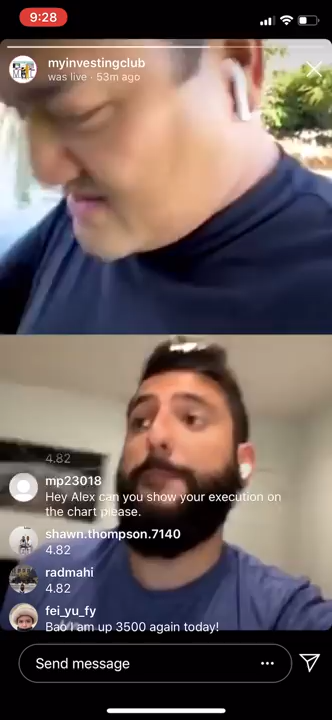 9:28
myinvestingclub
was live · 53m ago
4.82
mp23018
Hey Alex can you show your execution on
the chart please.
shawn.thompson.7140
4.82
radmahi
4.82
fei_yu_fy
Bao I am up 3500 again today!
Send message